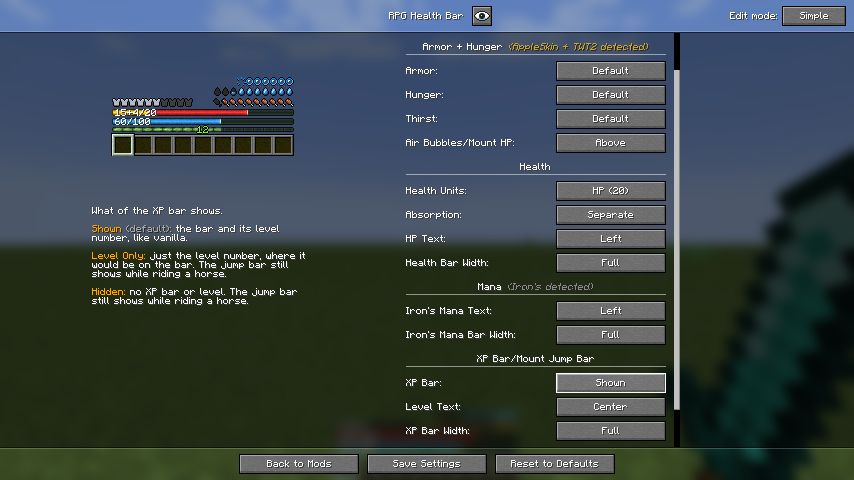 RPG Health Bar
Edit mode: Simple
Armor + Hunger (AppleSkin + TWT2 detected)
Armor: Default
Hunger: Default
Thirst: Default
Air Bubbles/Mount HP: Above
Health
Health Units: HP (20)
Absorption: Separate
HP Text: Left
Health Bar Width: Full
Mana (Iron's detected)
Iron's Mana Text: Left
Iron's Mana Bar Width: Full
XP Bar/Mount Jump Bar
XP Bar: Shown
Level Text: Center
XP Bar Width: Full
15+4/20
60/100
12
What of the XP bar shows.
Shown (default): the bar and its level
number, like vanilla.
Level Only: just the level number, where it
would be on the bar. The jump bar still
shows while riding a horse.
Hidden: no XP bar or level. The jump bar
still shows while riding a horse.
Back to Mods
Save Settings
Reset to Defaults